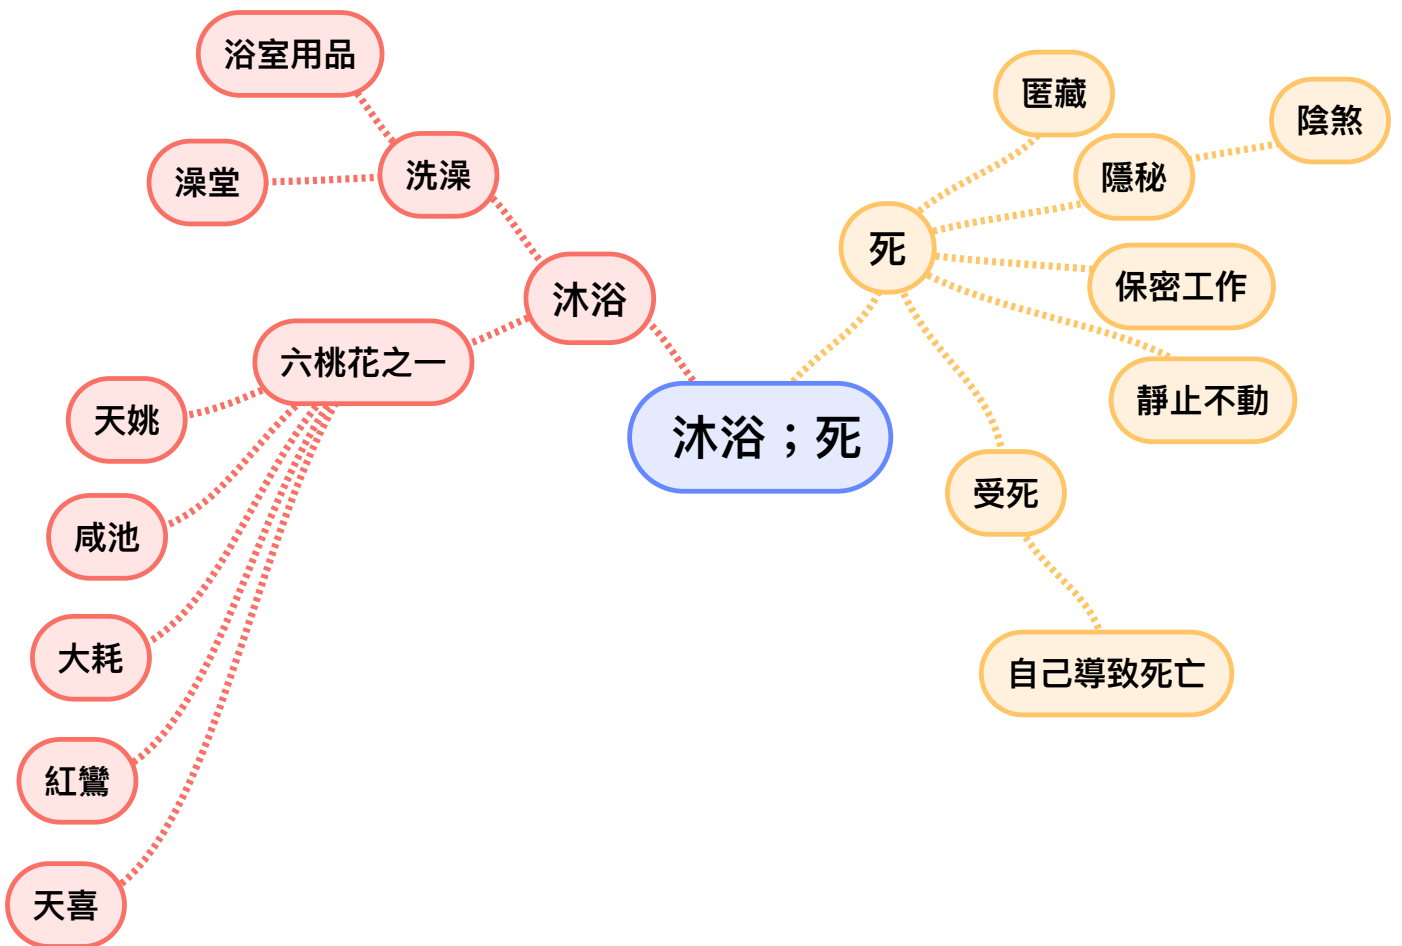 沐浴；死
沐浴
洗澡
浴室用品
澡堂
六桃花之一
天姚
咸池
大耗
紅鸞
天喜
死
匿藏
隱秘
陰煞
保密工作
靜止不動
受死
自己導致死亡